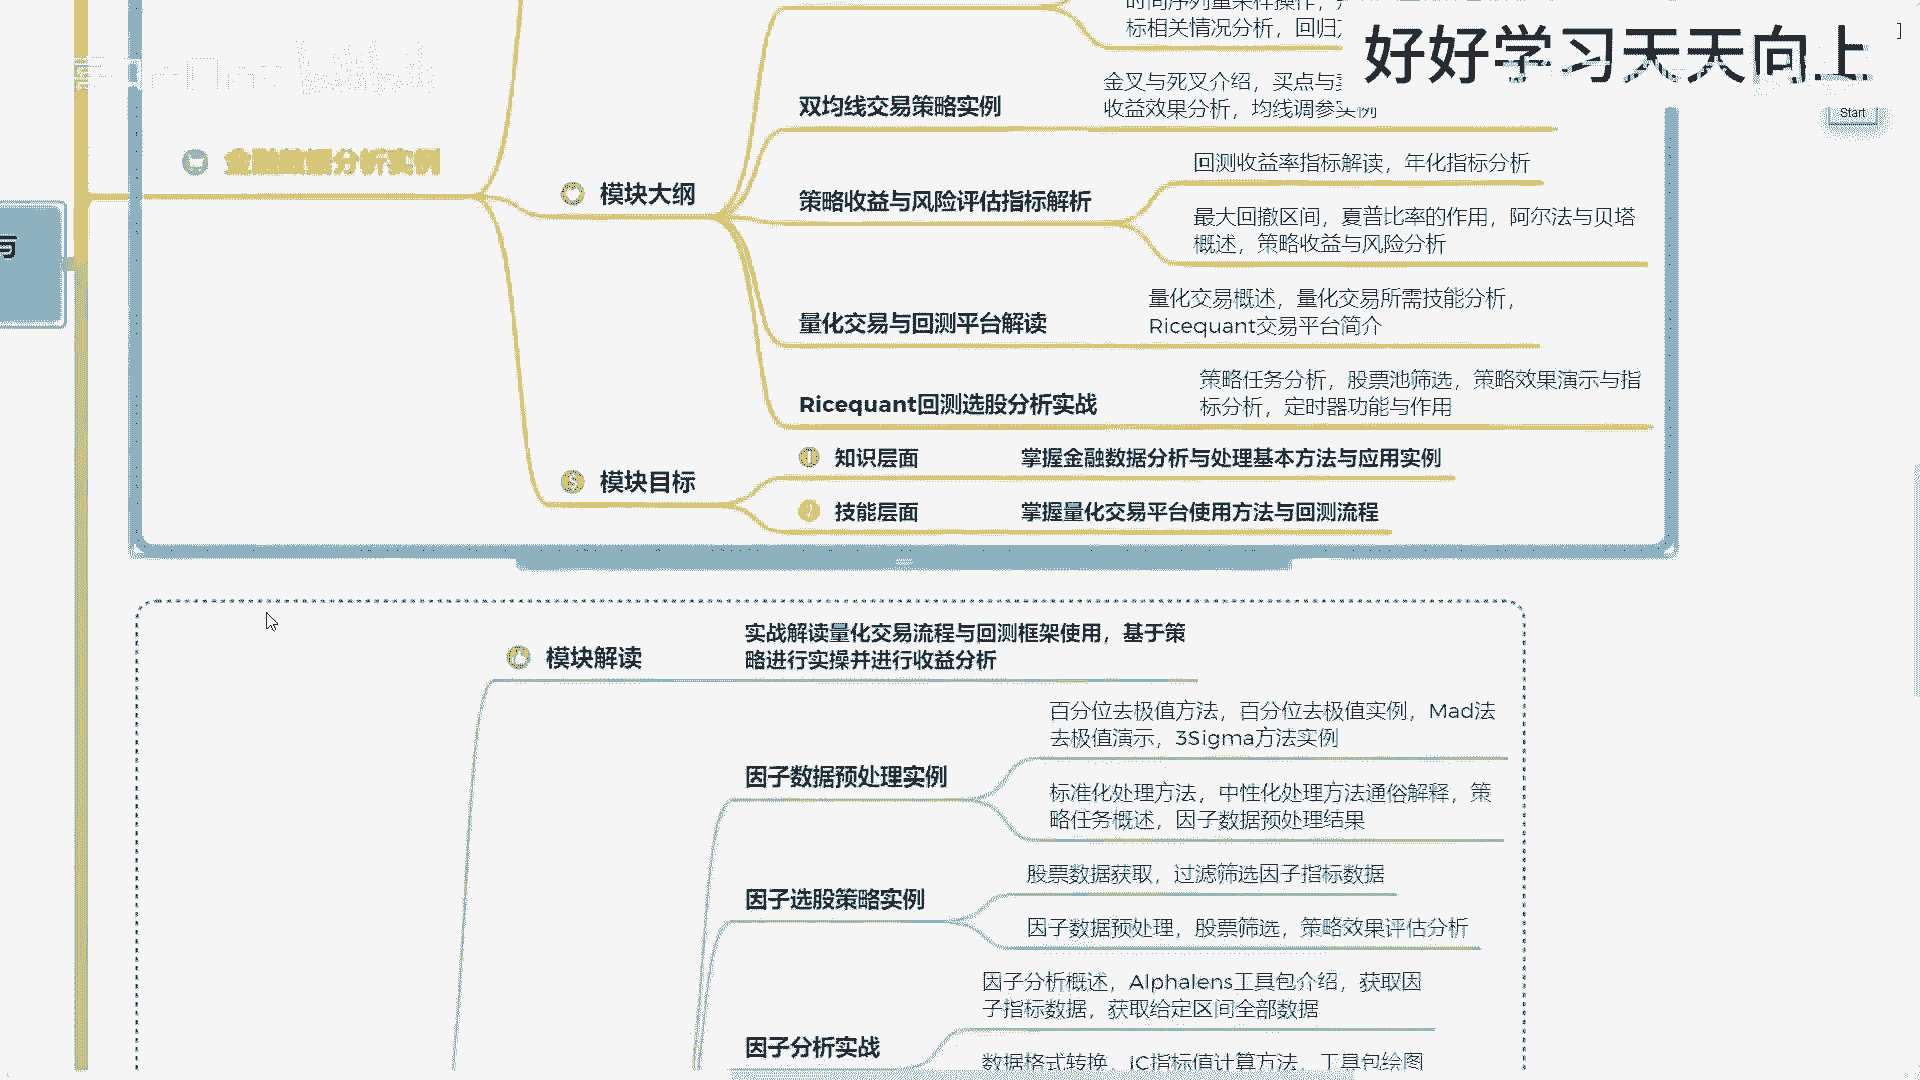 标相关情况分析，回归
好好学习天天向上
]
Start
金叉与死叉介绍，买点与
收益效果分析，均线调参实例
双均线交易策略实例
金融数据分析实例
模块大纲
回测收益率指标解读，年化指标分析
策略收益与风险评估指标解析
最大回撤区间，夏普比率的作用，阿尔法与贝塔
概述，策略收益与风险分析
量化交易与回测平台解读
量化交易概述，量化交易所需技能分析，
Ricequant交易平台简介
Ricequant回测选股分析实战
策略任务分析，股票池筛选，策略效果演示与指
标分析，定时器功能与作用
模块目标
1 知识层面
掌握金融数据分析与处理基本方法与应用实例
2 技能层面
掌握量化交易平台使用方法与回测流程
模块解读
实战解读量化交易流程与回测框架使用，基于策
略进行实操并进行收益分析
因子数据预处理实例
百分位去极值方法，百分位去极值实例，Mad法
去极值演示，3Sigma方法实例
标准化处理方法，中性化处理方法通俗解释，策
略任务概述，因子数据预处理结果
因子选股策略实例
股票数据获取，过滤筛选因子指标数据
因子数据预处理，股票筛选，策略效果评估分析
因子分析实战
因子分析概述，Alphalens工具包介绍，获取因
子指标数据，获取给定区间全部数据
数据格式转换，IC指标值计算方法，工具包绘图